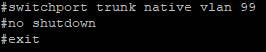 #switchport trunk native vlan 99
#no shutdown
#exit